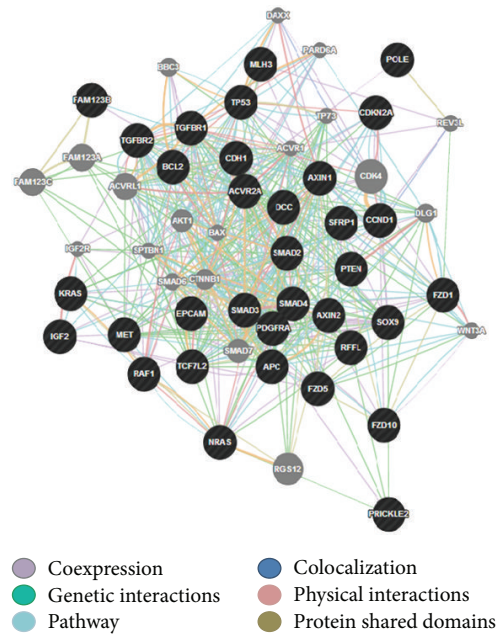 DAXX
PARD6A
MLH3
POLE
BBC3
FAM123B
TP53
CDKN2A
TP73
REV3L
TGFBR1
TGFBR2
ACVR1
FAM123A
CDH1
BCL2
AXIN1
CDK4
FAM123C
ACVRL1
ACVR2A
DCC
DLG1
AKT1
SFRP1
CCND1
BAX
IGF2R
SPTBN1
SMAD2
PTEN
SMAD6
CTNNB1
KRAS
FZD1
EPCAM
SMAD3
SMAD4
AXIN2
SOX9
PDGFRA
WNT3A
IGF2
MET
SMAD7
RFFL
TCF7L2
APC
RAF1
FZD5
FZD10
NRAS
RGS12
PRICKLE2
Coexpression
Genetic interactions
Pathway
Colocalization
Physical interactions
Protein shared domains